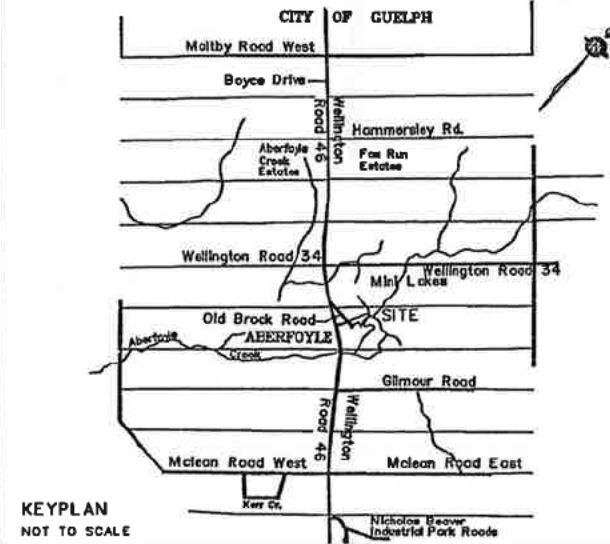 CITY OF GUELPH
Maltby Road West
Boyce Drive
Wellington
Road 46
Hammersley Rd.
Aberfoyle
Creek
Estates
Fox Run
Estates
Wellington Road 34
Wellington Road 34
Mini Lakes
Old Brock Road
SITE
ABERFOYLE
Aberfoyle
Creek
Gilmour Road
Wellington
Road 46
Mclean Road West
Mclean Road East
Kerr Cr.
KEYPLAN
NOT TO SCALE
Nicholas Beaver
Industrial Park Roads